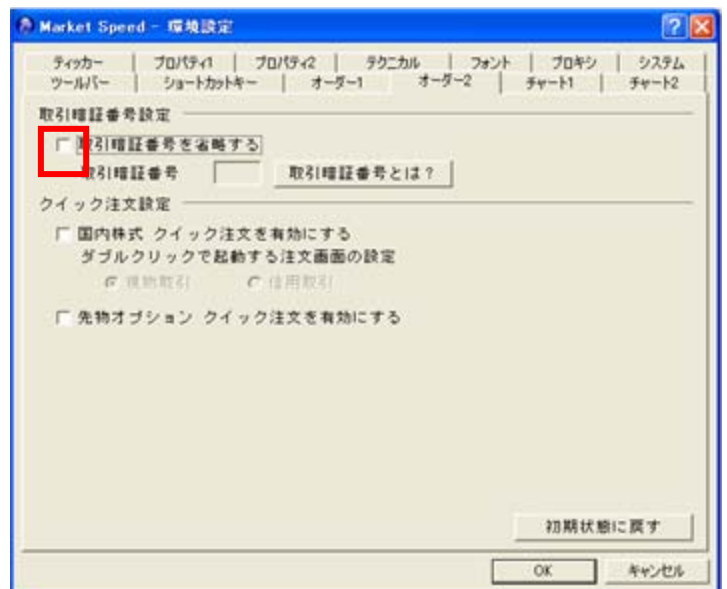 Market Speed - 環境設定
ティッカー プロパティ1 プロパティ2 テクニカル フォント プロキシ システム
ツールバー ショートカットキー オーダー1 オーダー2 チャート1 チャート2
取引暗証番号設定
取引暗証番号を省略する
取引暗証番号 取引暗証番号とは？
クイック注文設定
国内株式 クイック注文を有効にする
ダブルクリックで起動する注文画面の設定
現物取引 信用取引
先物オプション クイック注文を有効にする
初期状態に戻す
OK キャンセル